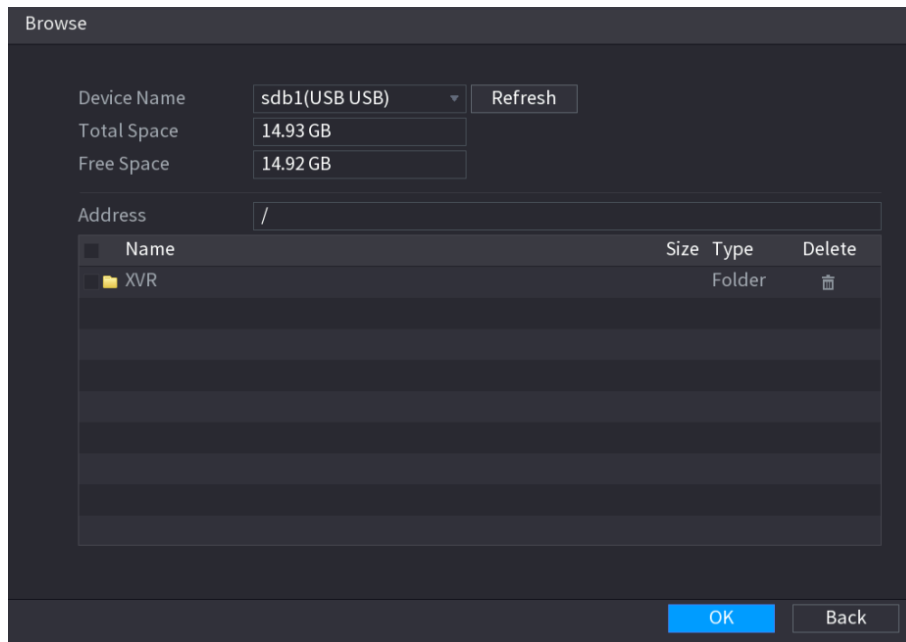 Browse
Device Name sdb1(USB USB) Refresh
Total Space 14.93 GB
Free Space 14.92 GB
Address /
Name Size Type Delete
XVR Folder
OK Back